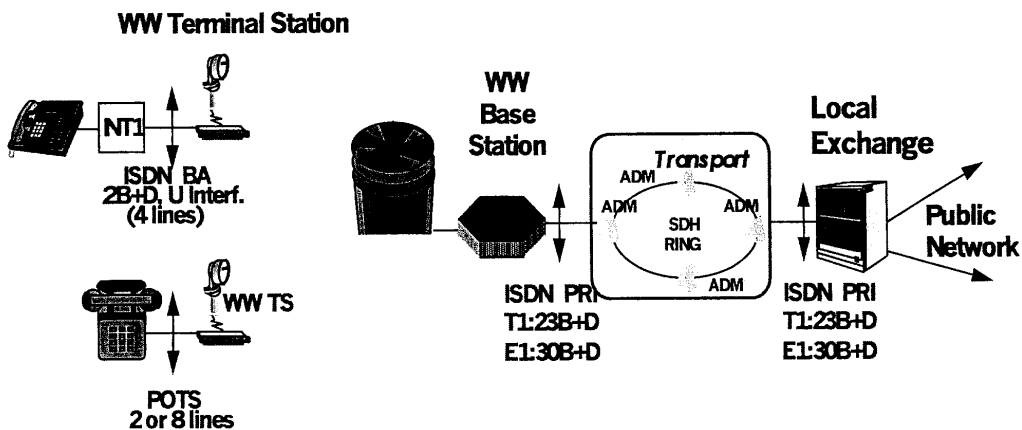 WW Terminal Station
NT1
ISDN BA
2B+D, U Interf.
(4 lines)
WW TS
POTS
2 or 8 lines
WW
Base
Station
Transport
ADM
ADM
ADM
SDH
RING
ADM
ISDN PRI
T1:23B+D
E1:30B+D
Local
Exchange
Public
Network
ISDN PRI
T1:23B+D
E1:30B+D